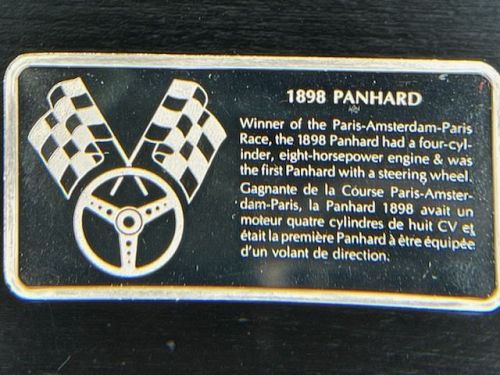 1898 PANHARD
Winner of the Paris-Amsterdam-Paris
Race, the 1898 Panhard had a four-cyl-
inder, eight-horsepower engine & was
the first Panhard with a steering wheel.
Gagnante de la Course Paris-Amster-
dam-Paris, la Panhard 1898 avait un
moteur quatre cylindres de huit CV et
était la première Panhard à être équipée
d'un volant de direction.